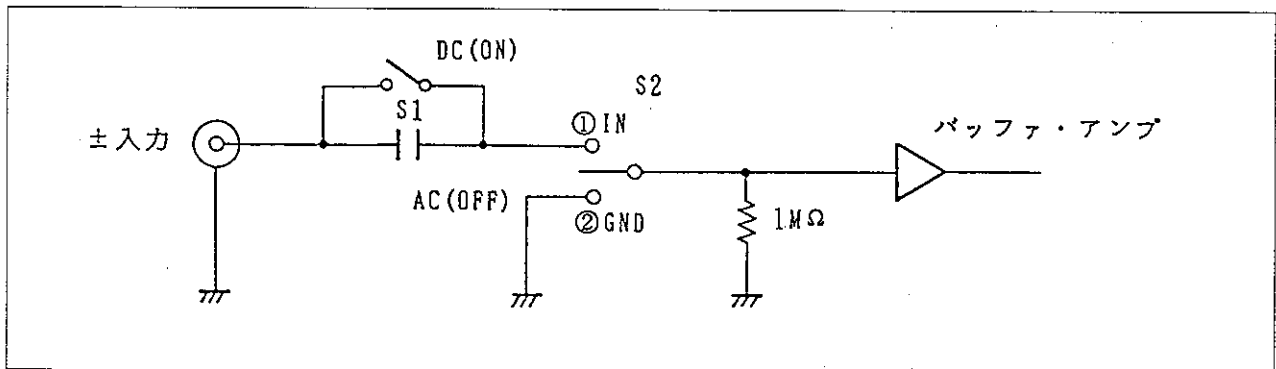 DC(ON)
S2
S1
①IN
±入力
バッファ・アンプ
AC(OFF)
②GND
1MΩ